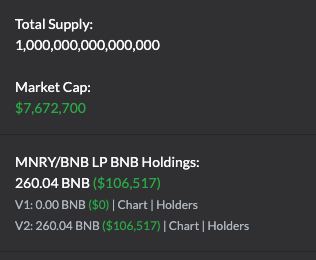 Total Supply:
1,000,000,000,000,000
Market Cap:
$7,672,700
MNRY/BNB LP BNB Holdings:
260.04 BNB ($106,517)
V1: 0.00 BNB ($0) | Chart | Holders
V2: 260.04 BNB ($106,517) | Chart | Holders